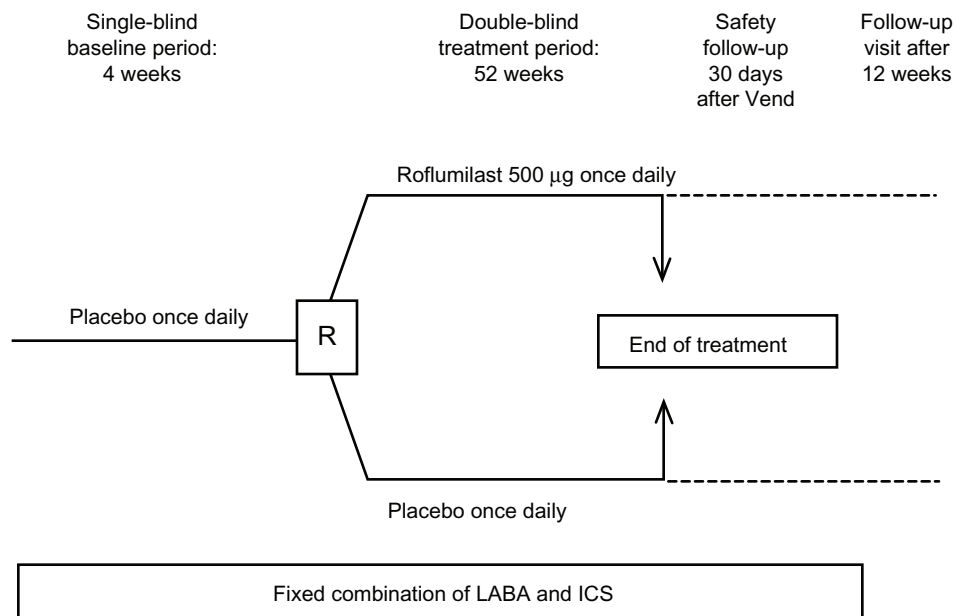 Single-blind
baseline period:
4 weeks
Double-blind
treatment period:
52 weeks
Safety
follow-up
30 days
after Vend
Follow-up
visit after
12 weeks
Roflumilast 500 μg once daily
Placebo once daily
R
End of treatment
Placebo once daily
Fixed combination of LABA and ICS